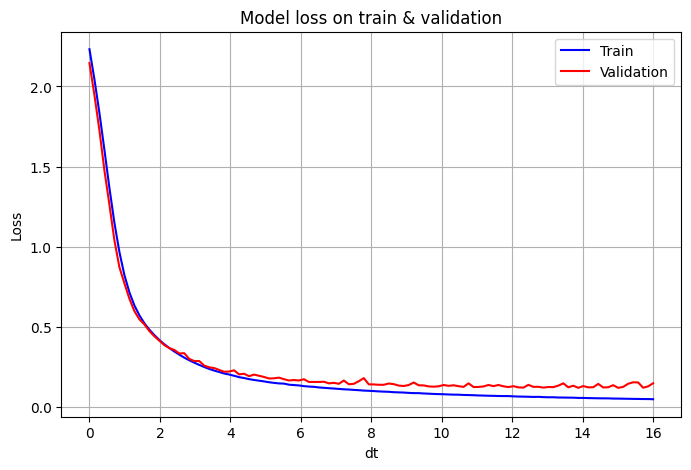 Model loss on train & validation
Train
Validation
Loss
2.0
1.5
1.0
0.5
0.0
0 2 4 6 8 10 12 14 16
dt